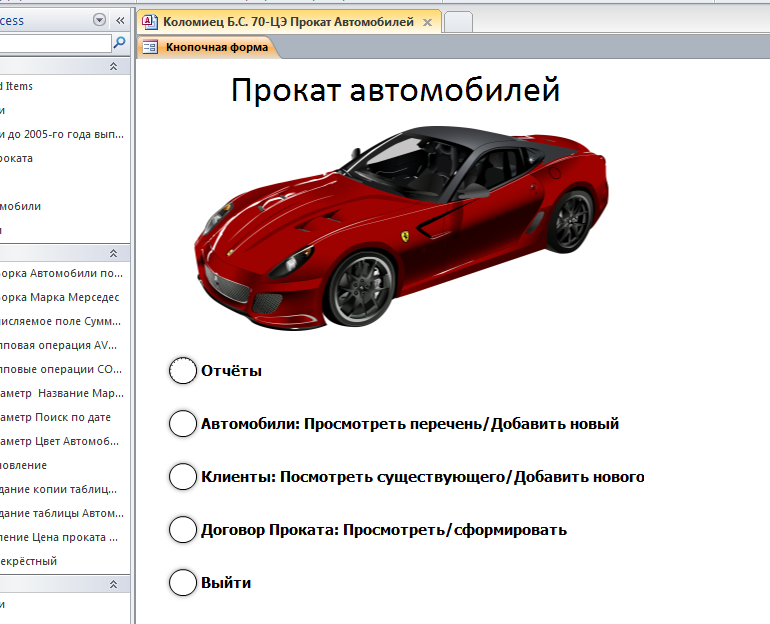 cess
Коломиец Б.С. 70-ЦЭ Прокат Автомобилей
Кнопочная форма
d Items
и
и до 2005-го года вып...
роката
мобили
ы
орка Автомобили по...
орка Марка Мерседес
исляемое поле Сумм...
пповая операция AV...
пповые операции CO...
аметр Название Мар...
аметр Поиск по дате
аметр Цвет Автомоб...
новление
дание копии таблиц...
дание таблицы Автом...
ление Цена проката ...
екрёстный
и
Прокат автомобилей
Отчёты
Автомобили: Просмотреть перечень/Добавить новый
Клиенты: Посмотреть существующего/Добавить нового
Договор Проката: Просмотреть/сформировать
Выйти